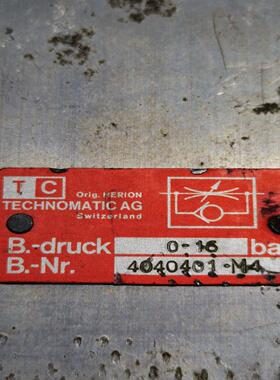 TC Orig. HERION
TECHNOMATIC AG
Switzerland
B.-druck 0-16 ba
B.-Nr. 4040401-M4